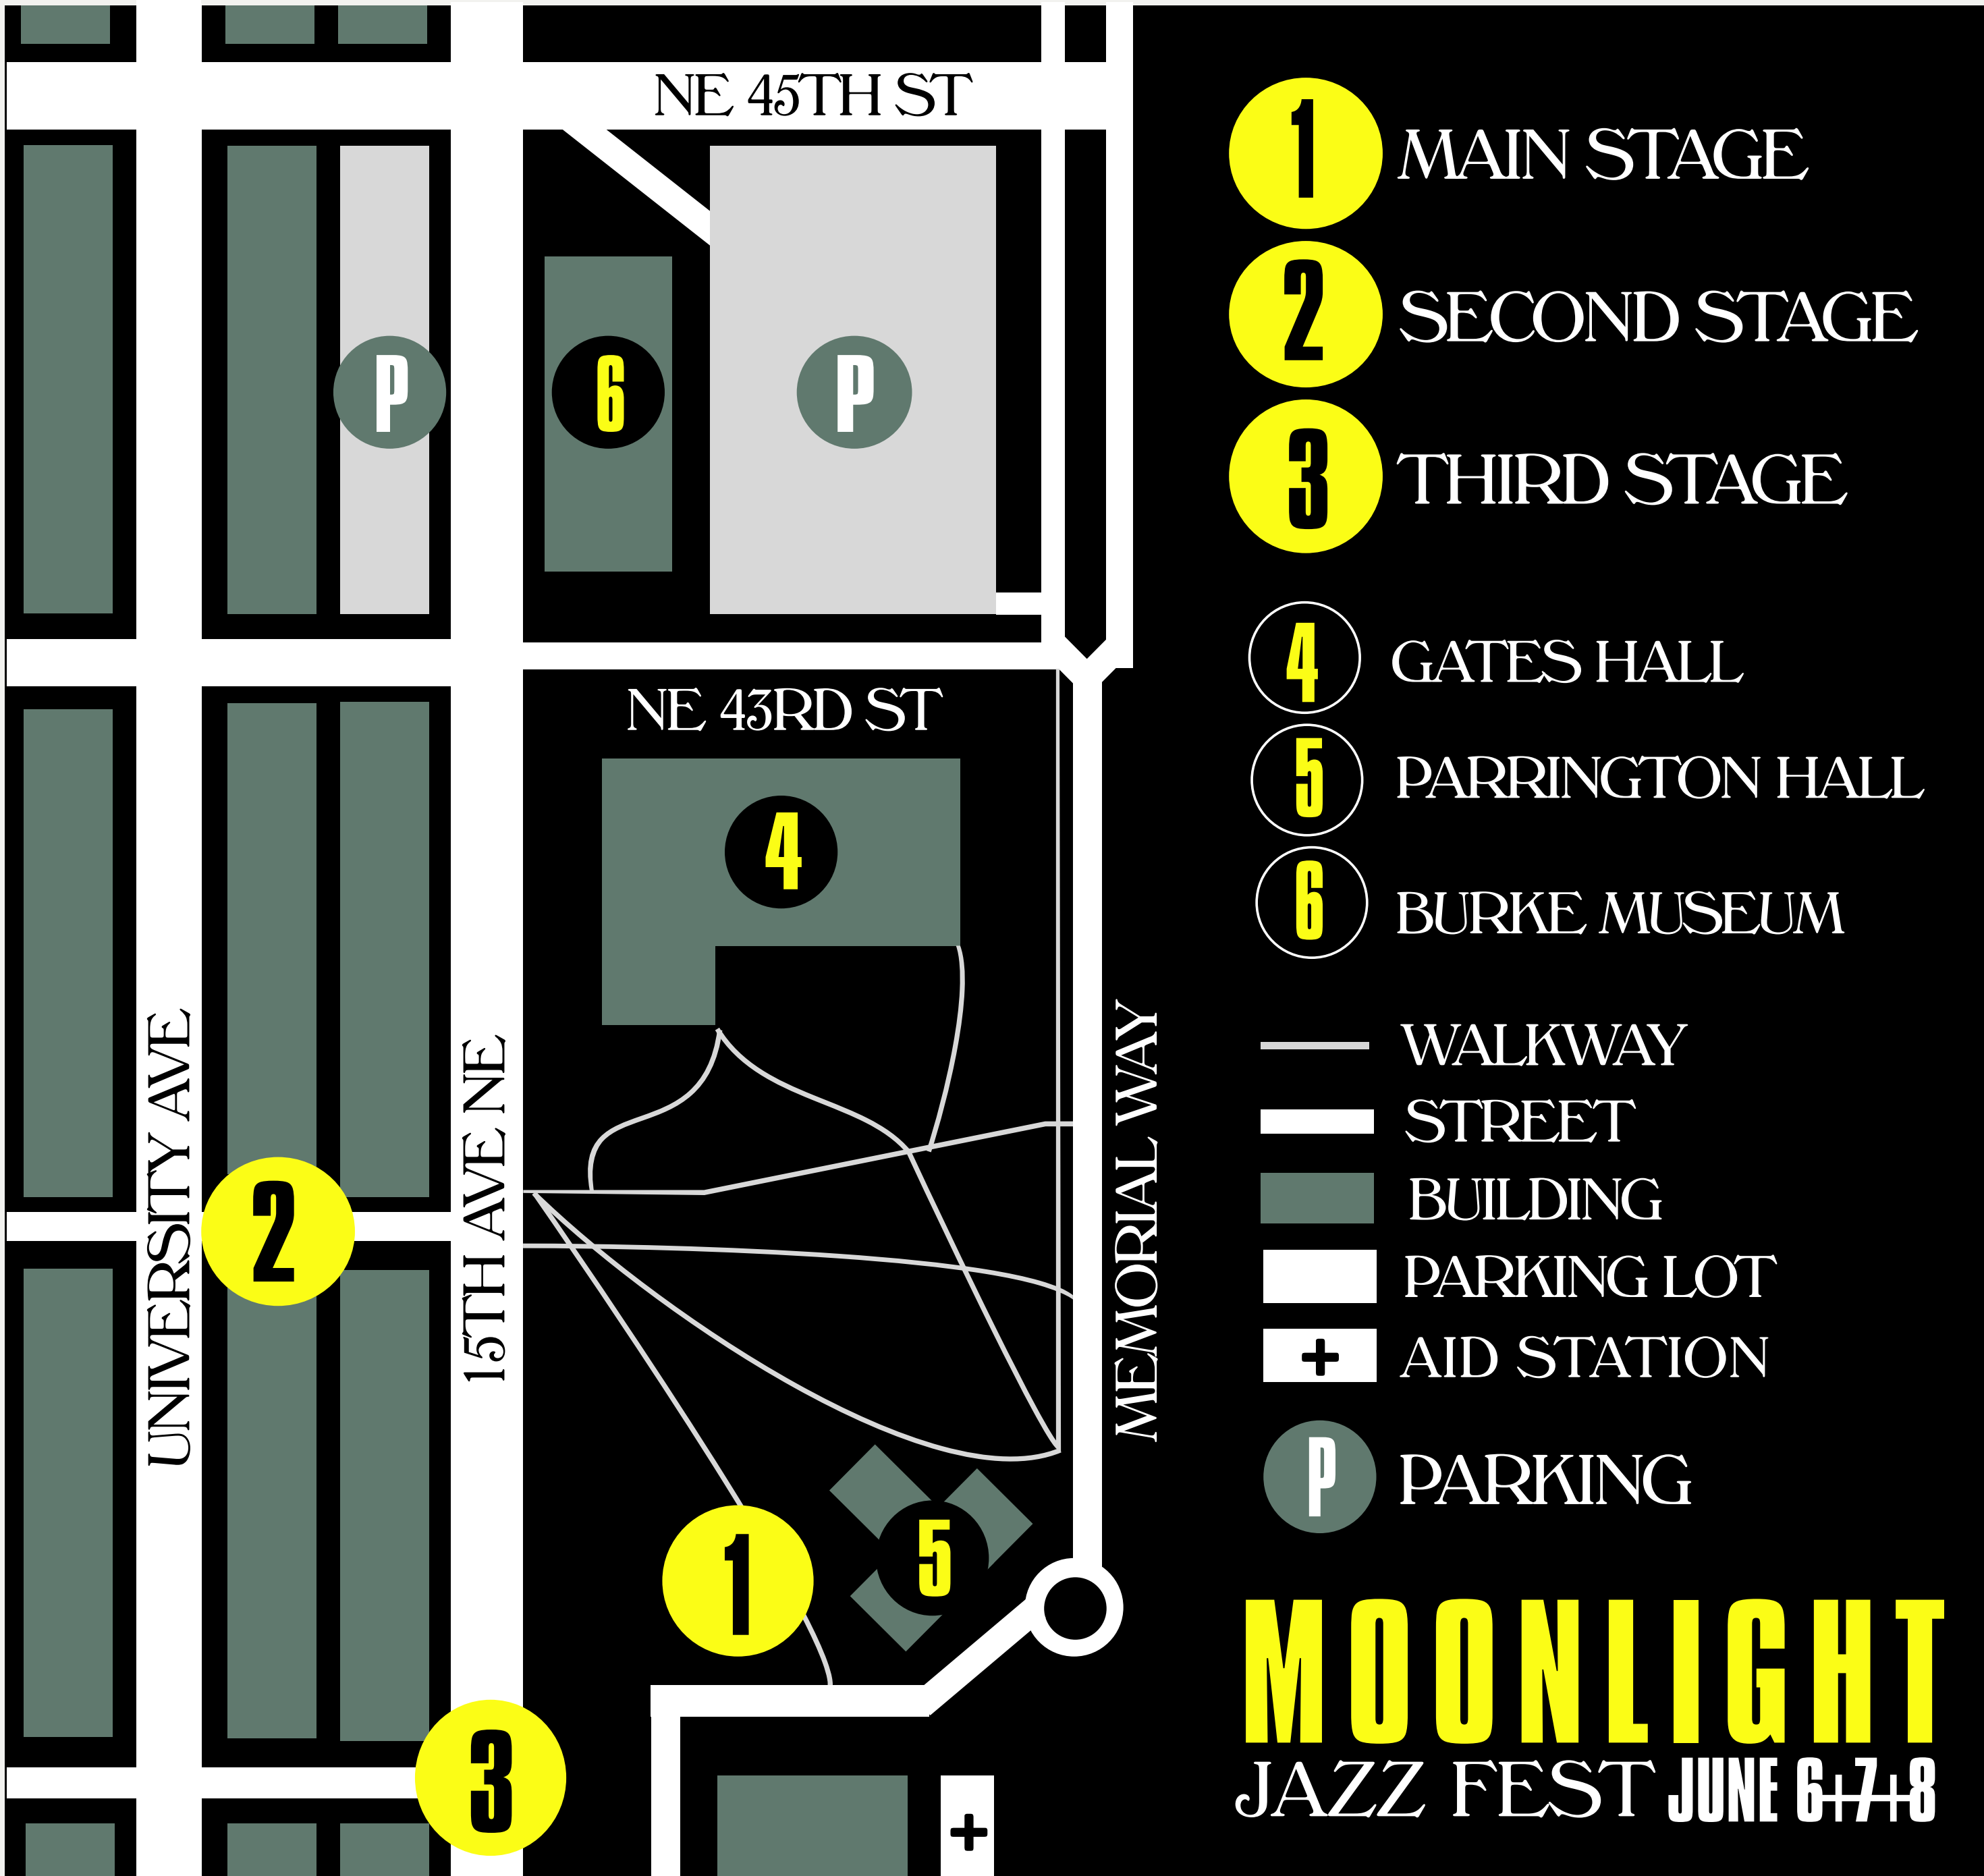 NE 45TH ST
P
6
P
NE 43RD ST
4
UNIVERSITY AVE
15TH AVE NE
MEMORIAL WAY
2
1
5
3
+
1 MAIN STAGE
2 SECOND STAGE
3 THIRD STAGE
4 GATES HALL
5 PARRINGTON HALL
6 BURKE MUSEUM
WALKWAY
STREET
BUILDING
PARKING LOT
+ AID STATION
P PARKING
MOONLIGHT
JAZZ FEST JUNE 6+7+8